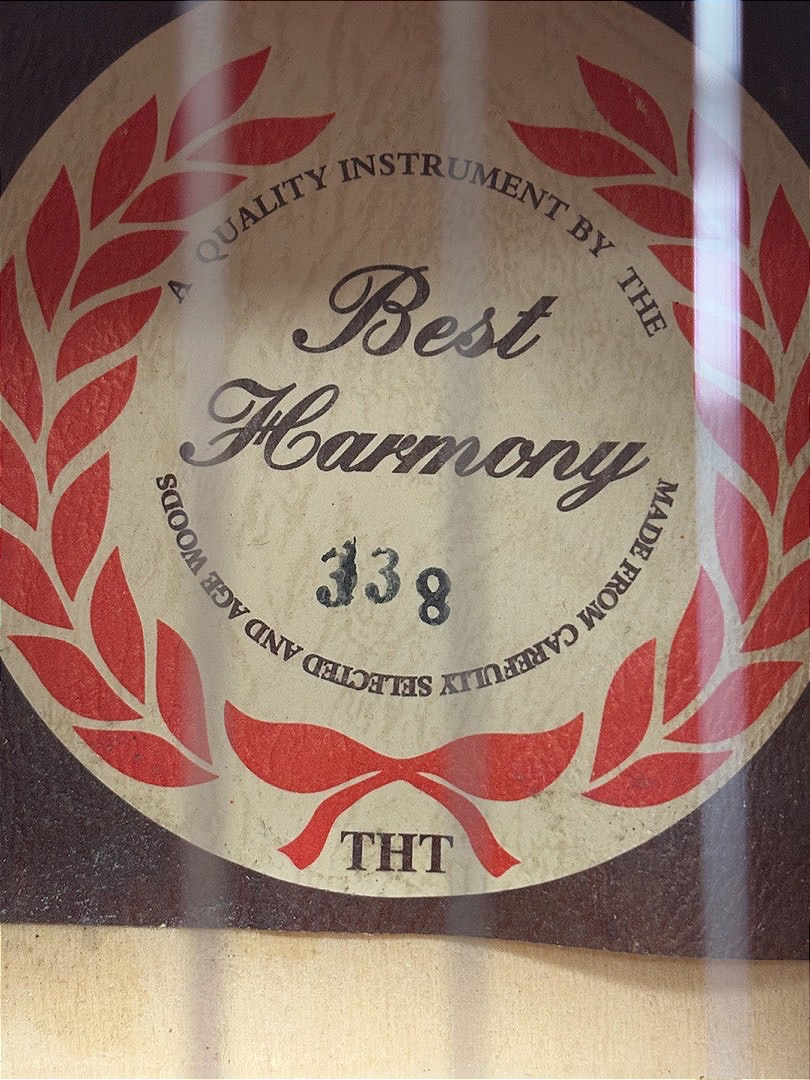 A QUALITY INSTRUMENT BY THE
Best
Harmony
338
MADE FROM CAREFULLY SELECTED AND AGE WOODS
THT